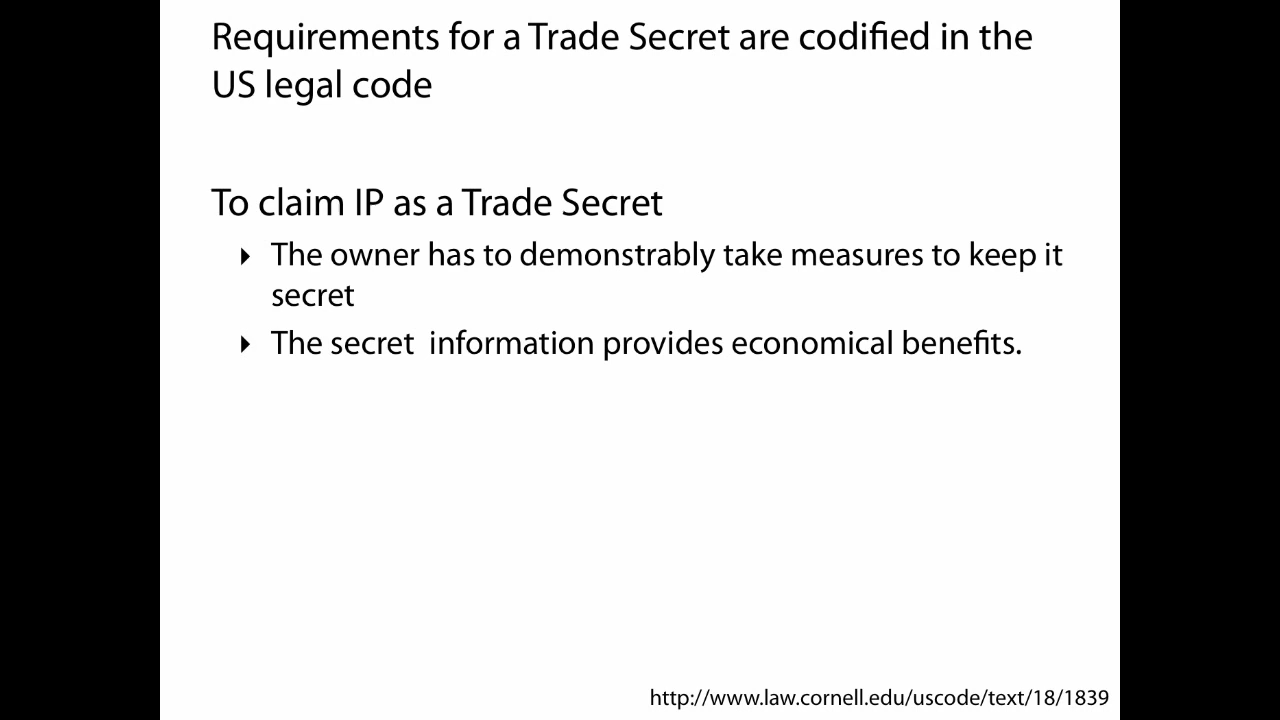 Requirements for a Trade Secret are codified in the
US legal code
To claim IP as a Trade Secret
The owner has to demonstrably take measures to keep it
secret
The secret  information provides economical benefits.
http://www.law.cornell.edu/uscode/text/18/1839